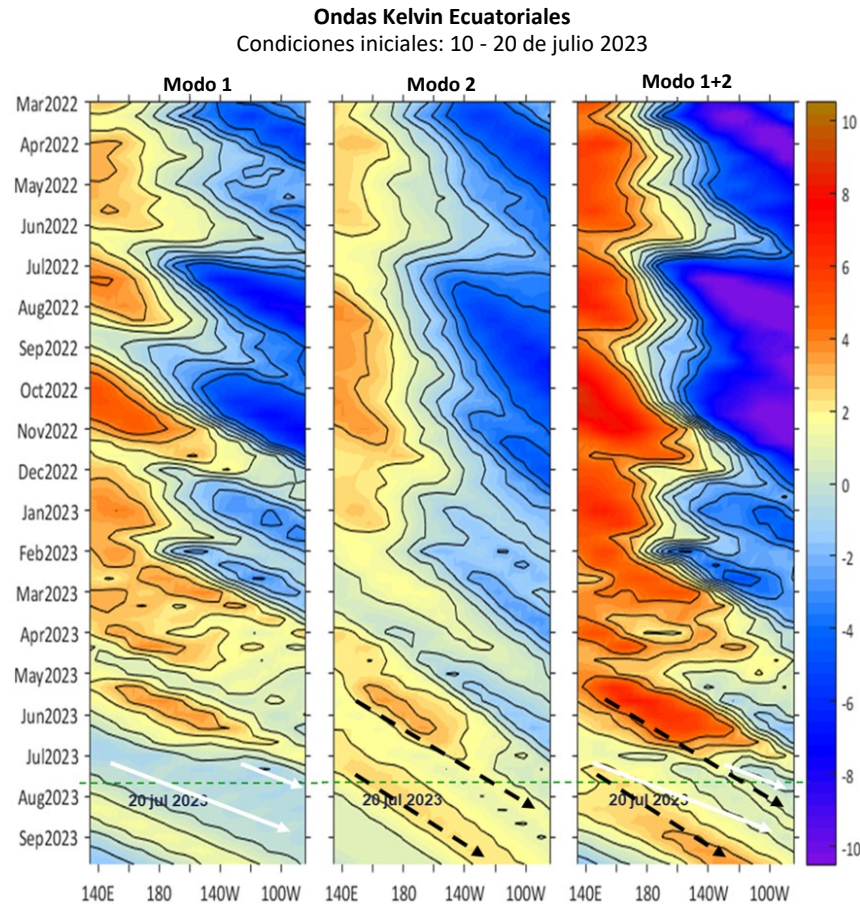 Ondas Kelvin Ecuatoriales
Condiciones iniciales: 10 - 20 de julio 2023
Modo 1 Modo 2 Modo 1+2
Mar2022
Apr2022
May2022
Jun2022
Jul2022
Aug2022
Sep2022
Oct2022
Nov2022
Dec2022
Jan2023
Feb2023
Mar2023
Apr2023
May2023
Jun2023
Jul2023
Aug2023
Sep2023
20 jul 2023 20 jul 2023 20 jul 2023
140E 180 140W 100W 140E 180 140W 100W 140E 180 140W 100W
10
8
6
4
2
0
-2
-4
-6
-8
-10